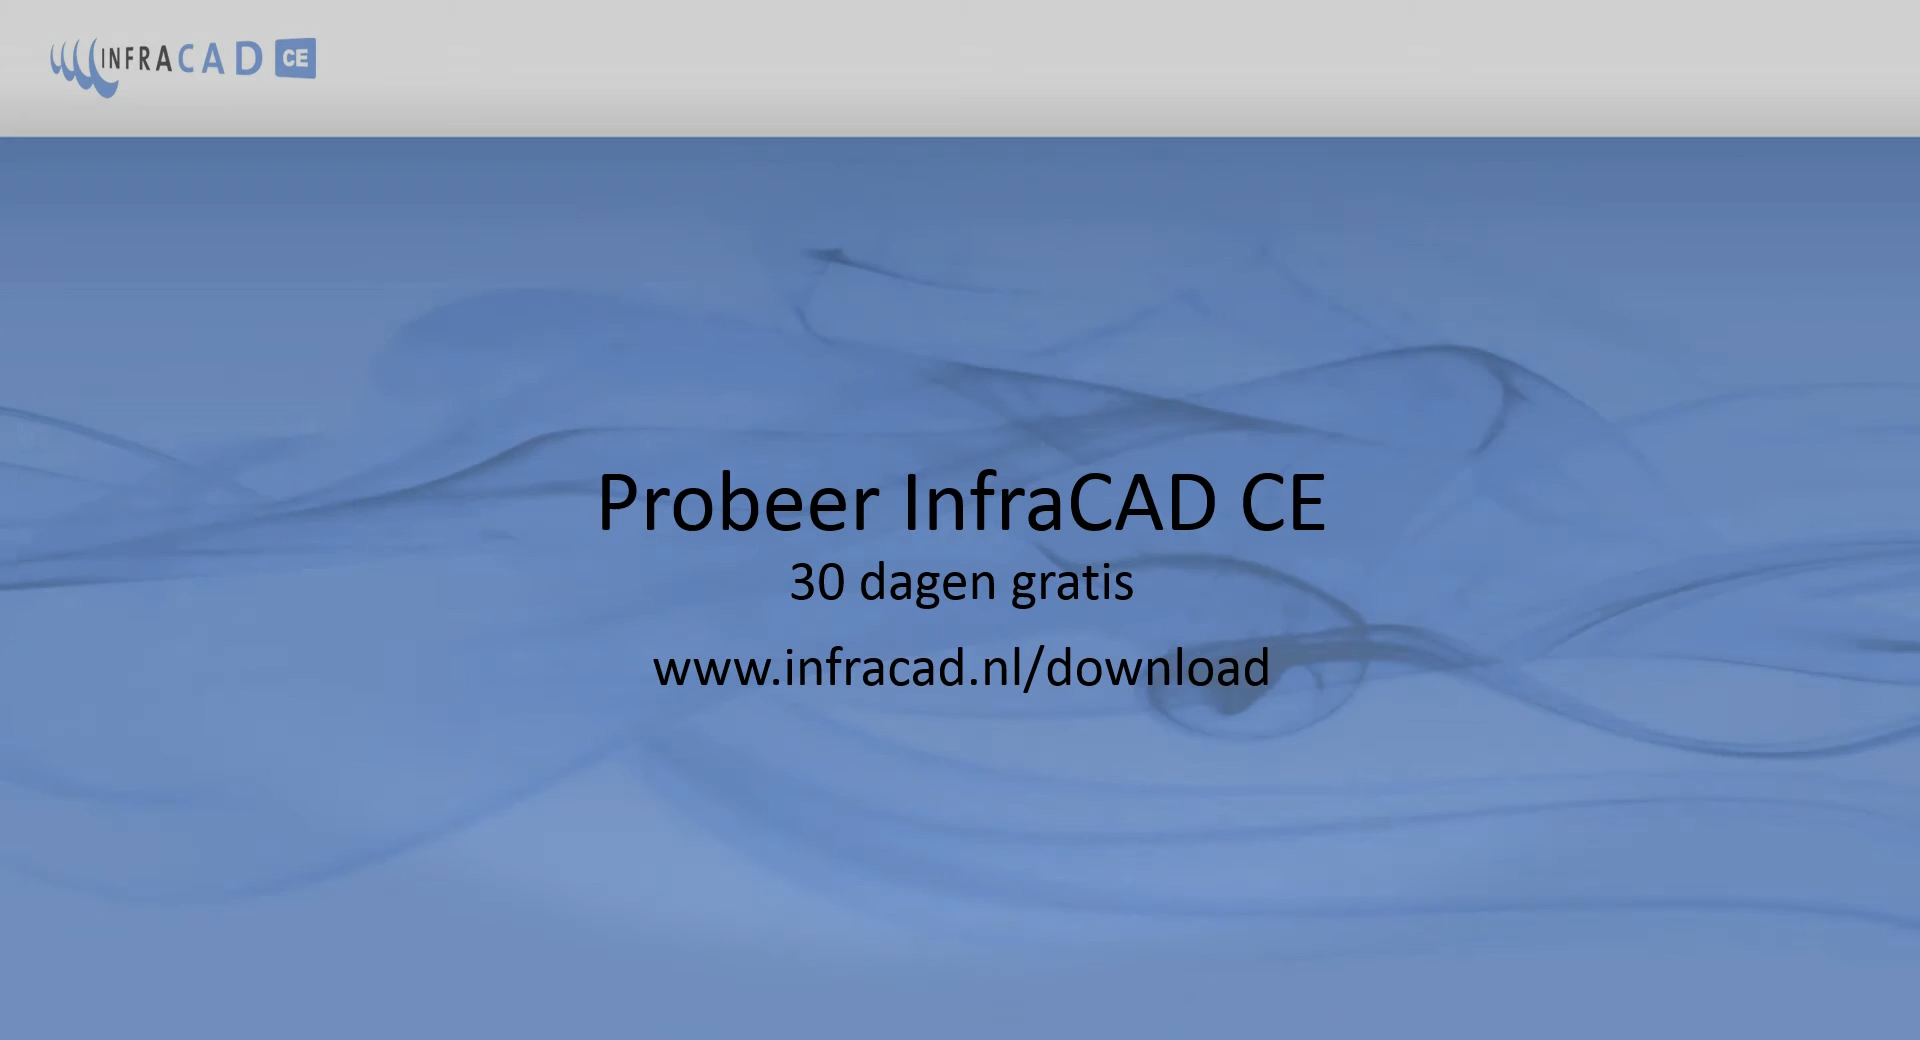 INFRACAD CE
Probeer InfraCAD CE
30 dagen gratis
www.infracad.nl/download